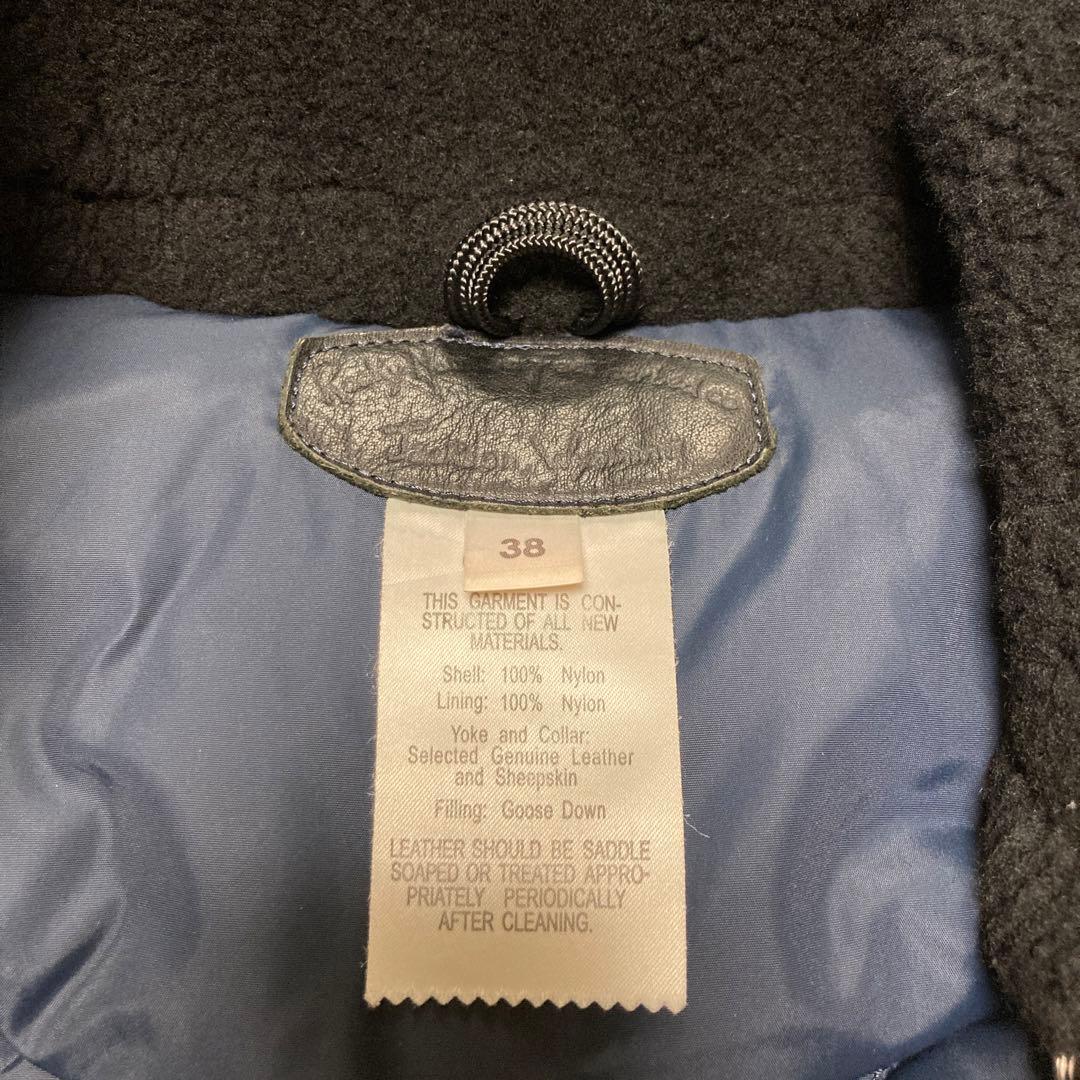 38
THIS GARMENT IS CON-
STRUCTED OF ALL NEW
MATERIALS.
Shell: 100% Nylon
Lining: 100% Nylon
Yoke and Collar:
Selected Genuine Leather
and Sheepskin
Filling: Goose Down
LEATHER SHOULD BE SADDLE
SOAPED OR TREATED APPRO-
PRIATELY PERIODICALLY
AFTER CLEANING.